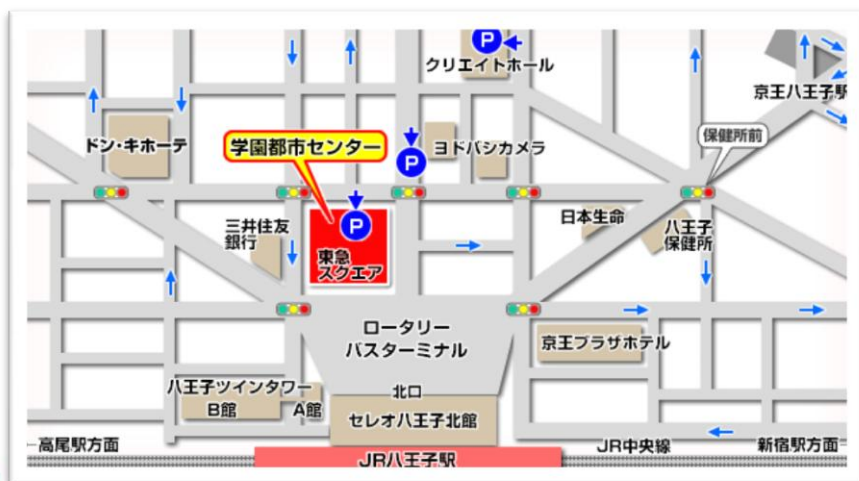 P
クリエイトホール
京王八王子駅
ドン・キホーテ
学園都市センター
P
ヨドバシカメラ
保健所前
三井住友
銀行
P
東急
スクエア
日本生命
八王子
保健所
ロータリー
バスターミナル
京王プラザホテル
八王子ツインタワー
B館
A館
北口
セレオ八王子北館
高尾駅方面
JR中央線
新宿駅方面
JR八王子駅